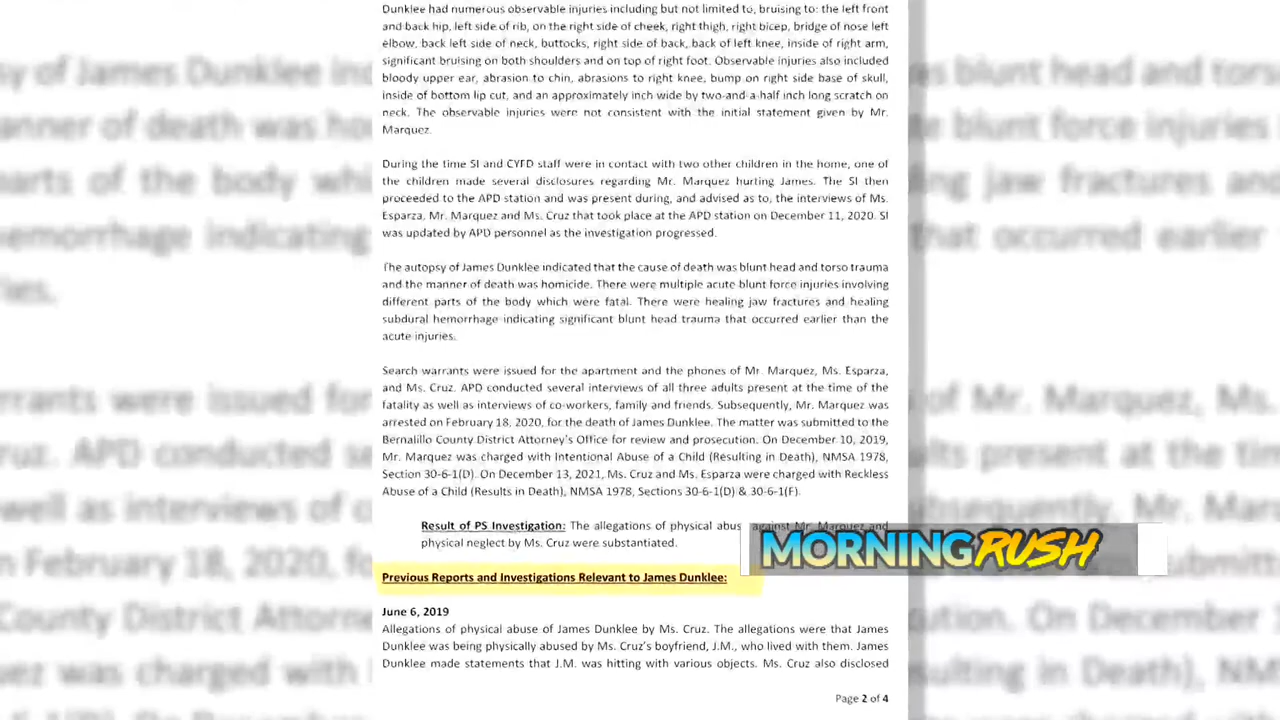 Dunklee had numerous observable injuries including but not limited to, bruising to: the left front
and back hip, left side of rib, on the right side of cheek, right thigh, right bicep, bridge of nose left
elbow, back left side of neck, buttocks, right side of back, back of left knee, inside of right arm,
significant bruising on both shoulders and on top of right foot. Observable injuries also included
bloody upper ear, abrasion to chin, abrasions to right knee, bump on right side base of skull,
inside of bottom lip cut, and an approximately inch wide by two-and-a-half inch long scratch on
neck. The observable injuries were not consistent with the initial statement given by Mr.
Marquez.
During the time SI and CYFD staff were in contact with two other children in the home, one of
the children made several disclosures regarding Mr. Marquez hurting James. The SI then
proceeded to the APD station and was present during, and advised as to, the interviews of Ms.
Esparza, Mr. Marquez and Ms. Cruz that took place at the APD station on December 11, 2020. SI
was updated by APD personnel as the investigation progressed.
The autopsy of James Dunklee indicated that the cause of death was blunt head and torso trauma
and the manner of death was homicide. There were multiple acute blunt force injuries involving
different parts of the body which were fatal. There were healing jaw fractures and healing
subdural hemorrhage indicating significant blunt head trauma that occurred earlier than the
acute injuries.
Search warrants were issued for the apartment and the phones of Mr. Marquez, Ms. Esparza,
and Ms. Cruz. APD conducted several interviews of all three adults present at the time of the
fatality as well as interviews of co-workers, family and friends. Subsequently, Mr. Marquez was
arrested on February 18, 2020, for the death of James Dunklee. The matter was submitted to the
Bernalillo County District Attorney's Office for review and prosecution. On December 10, 2019,
Mr. Marquez was charged with Intentional Abuse of a Child (Resulting in Death), NMSA 1978,
Section 30-6-1(D). On December 13, 2021, Ms. Cruz and Ms. Esparza were charged with Reckless
Abuse of a Child (Results in Death), NMSA 1978, Sections 30-6-1(D) & 30-6-1(F).
Result of PS Investigation: The allegations of physical abus against Mr. Marquez and
physical neglect by Ms. Cruz were substantiated.
MORNING RUSH
Previous Reports and Investigations Relevant to James Dunklee:
June 6, 2019
Allegations of physical abuse of James Dunklee by Ms. Cruz. The allegations were that James
Dunklee was being physically abused by Ms. Cruz's boyfriend, J.M., who lived with them. James
Dunklee made statements that J.M. was hitting with various objects. Ms. Cruz also disclosed
Page 2 of 4